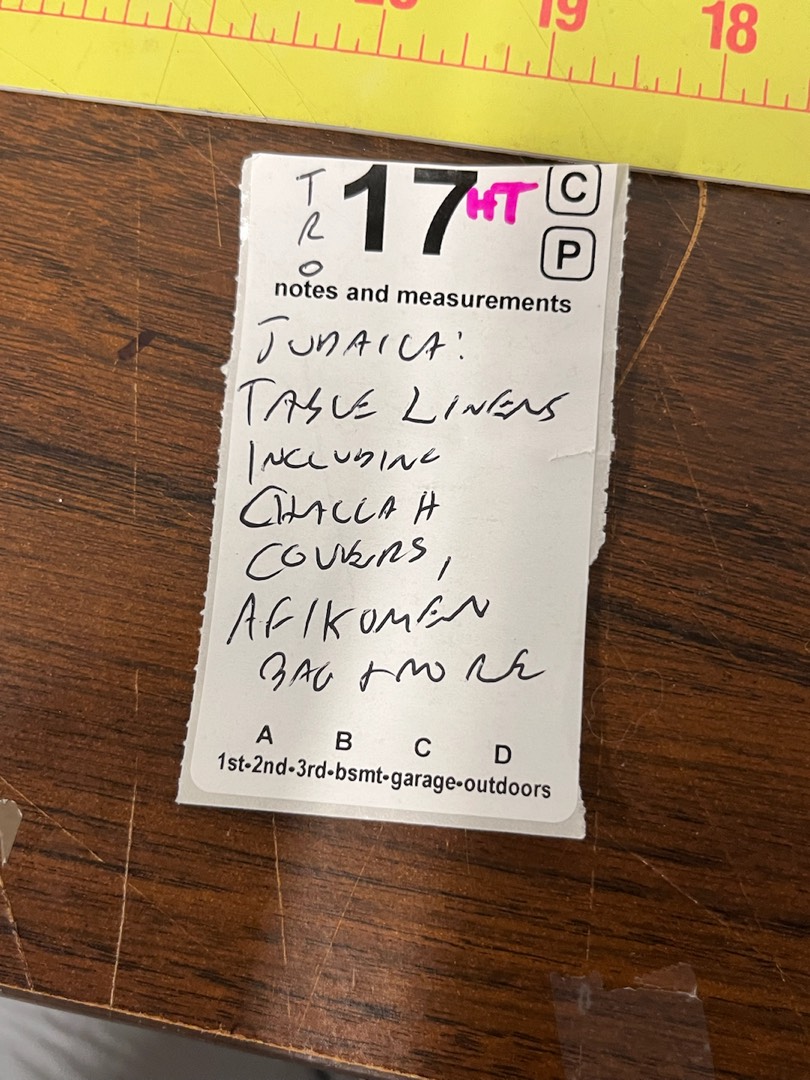 19 18
T
R
O
17 HT C
P
notes and measurements
JUDAICA:
TABLE LINENS
INCLUDING
CHALLAH
COVERS,
AFIKOMEN
BAG + MORE
A B C D
1st-2nd-3rd-bsmt-garage-outdoors